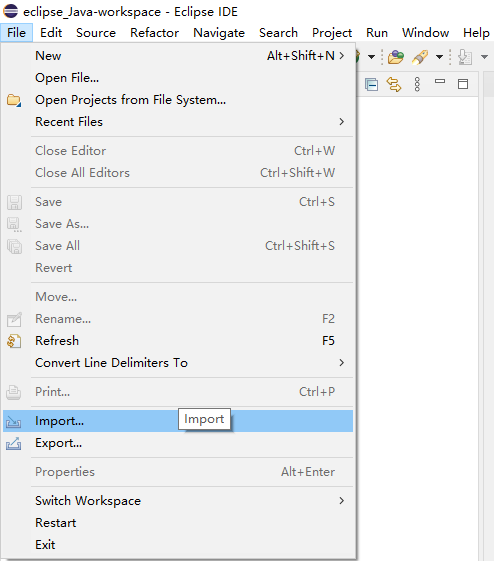 eclipse_Java-workspace - Eclipse IDE
File Edit Source Refactor Navigate Search Project Run Window Help
New Alt+Shift+N
Open File...
Open Projects from File System...
Recent Files
Close Editor Ctrl+W
Close All Editors Ctrl+Shift+W
Save Ctrl+S
Save As...
Save All Ctrl+Shift+S
Revert
Move...
Rename... F2
Refresh F5
Convert Line Delimiters To
Print... Ctrl+P
Import... Import
Export...
Properties Alt+Enter
Switch Workspace
Restart
Exit